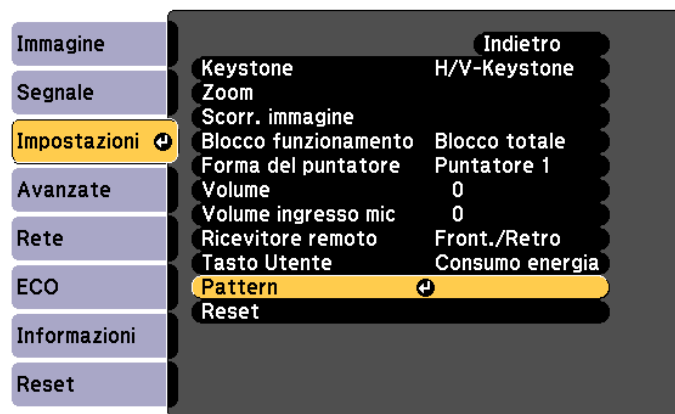 Immagine
Segnale
Impostazioni
Avanzate
Rete
ECO
Informazioni
Reset
Indietro
Keystone H/V-Keystone
Zoom
Scorr. immagine
Blocco funzionamento Blocco totale
Forma del puntatore Puntatore 1
Volume 0
Volume ingresso mic 0
Ricevitore remoto Front./Retro
Tasto Utente Consumo energia
Pattern
Reset